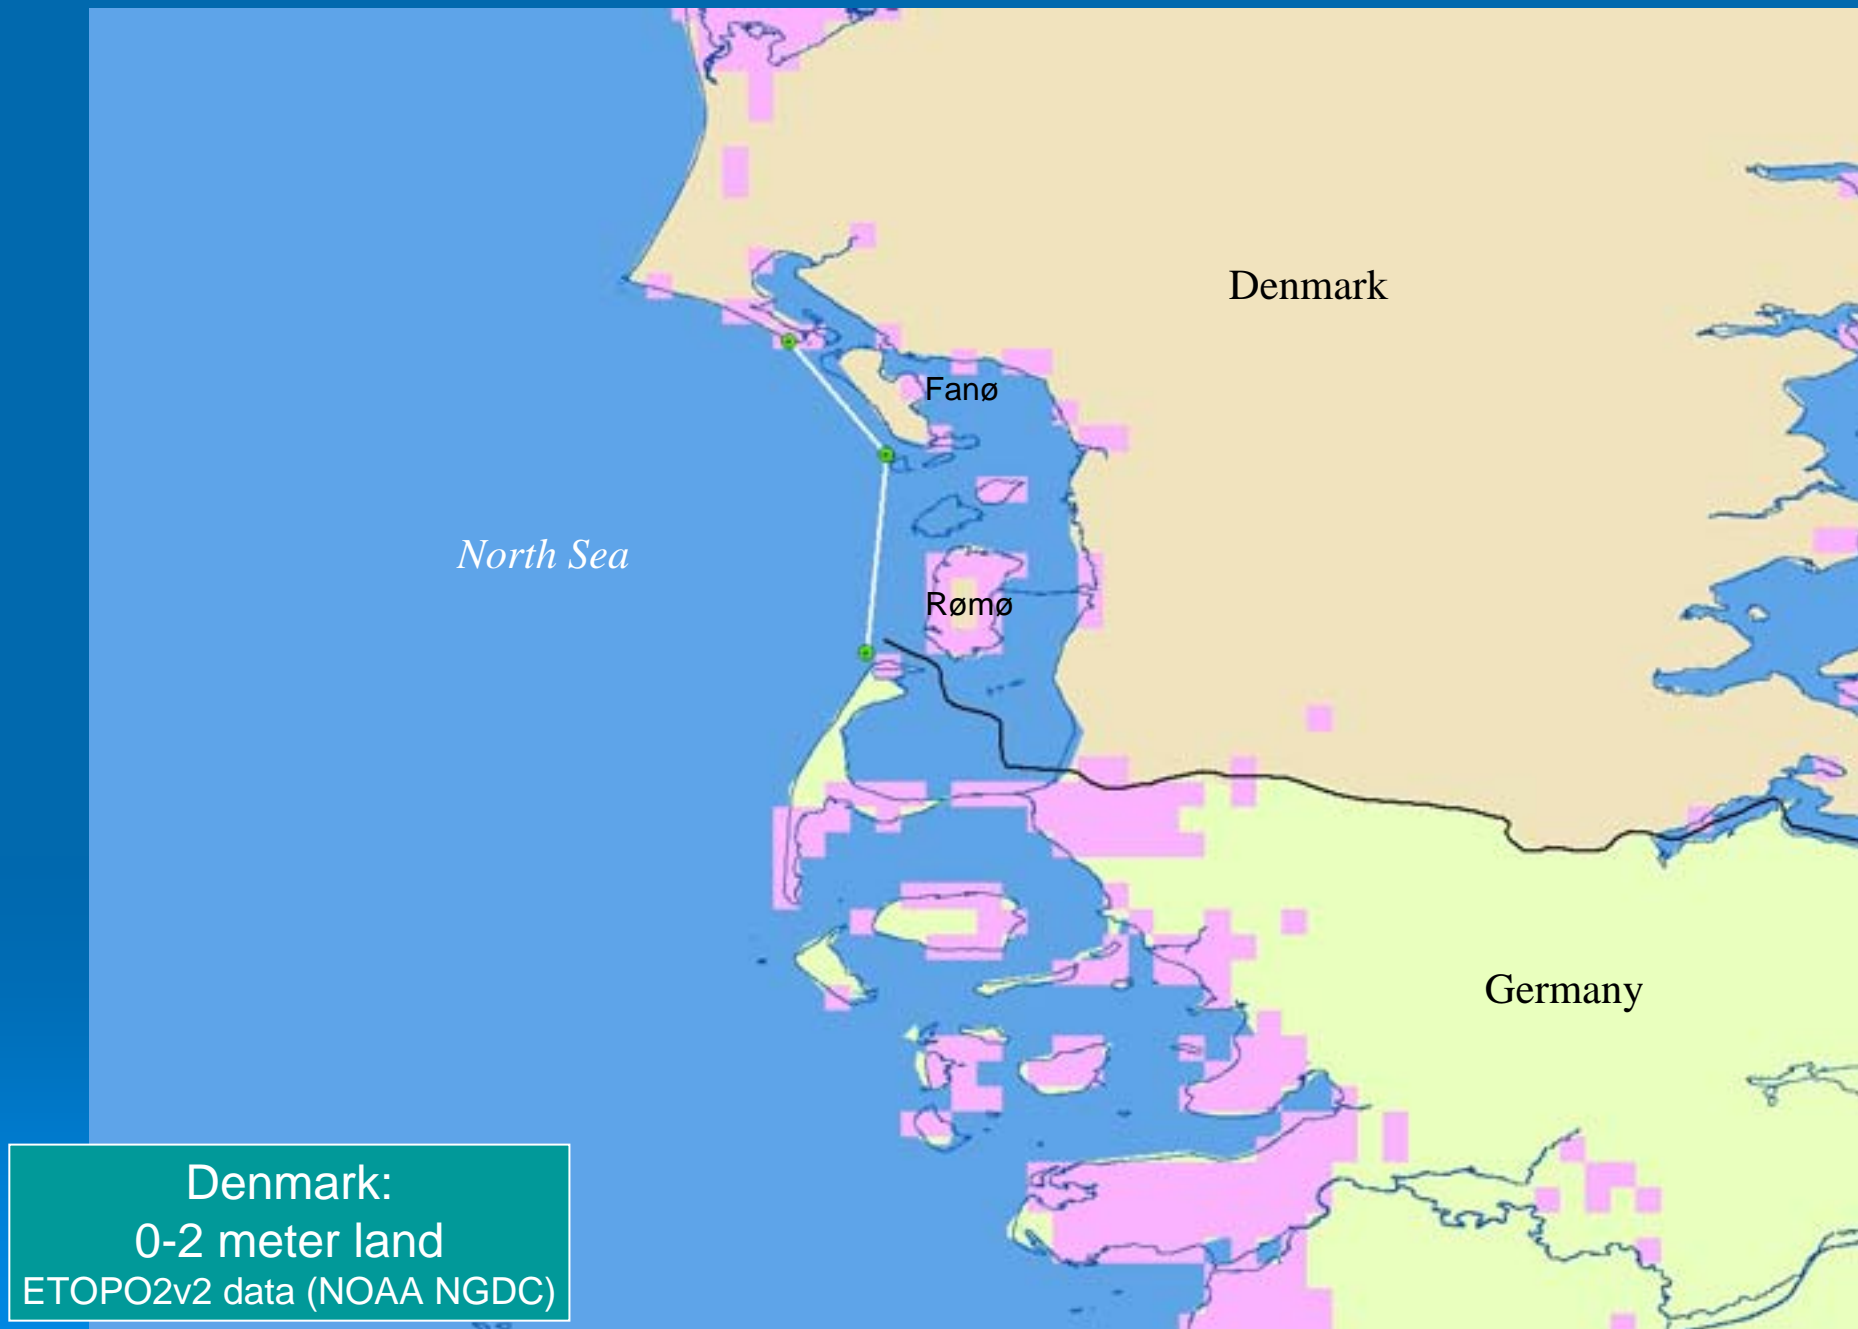 Denmark
Fanø
North Sea
Rømø
Germany
Denmark:
0-2 meter land
ETOPO2v2 data (NOAA NGDC)